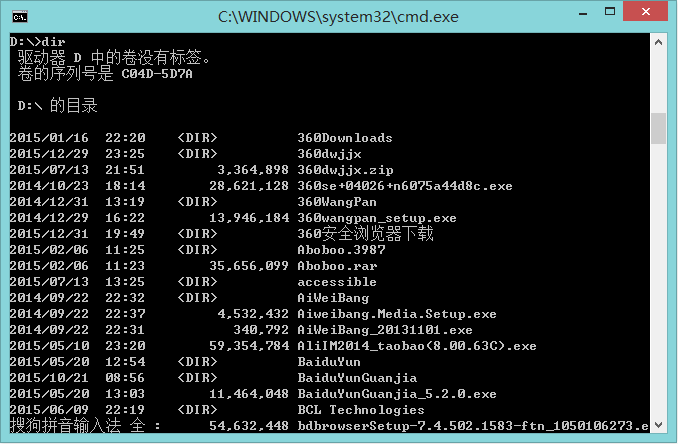 C:\WINDOWS\system32\cmd.exe
D:\>dir
驱动器 D 中的卷没有标签。
卷的序列号是 C04D-5D7A
D:\ 的目录
2015/01/16  22:20    <DIR>          360Downloads
2015/12/29  23:25    <DIR>          360dwjjx
2015/07/13  21:51         3,364,898 360dwjjx.zip
2014/10/23  18:14        28,621,128 360se+04026+n6075a44d8c.exe
2014/12/31  13:19    <DIR>          360WangPan
2014/12/29  16:22        13,946,184 360wangpan_setup.exe
2015/12/31  19:49    <DIR>          360安全浏览器下载
2015/02/06  11:25    <DIR>          Aboboo.3987
2015/02/06  11:23        35,656,099 Aboboo.rar
2015/07/13  13:25    <DIR>          accessible
2014/09/22  22:32    <DIR>          AiWeiBang
2014/09/22  22:37         4,532,432 Aiweibang.Media.Setup.exe
2014/09/22  22:31           340,792 AiWeiBang_20131101.exe
2015/05/10  23:20        59,354,784 AliIM2014_taobao(8.00.63C).exe
2015/05/20  12:54    <DIR>          BaiduYun
2015/10/21  08:56    <DIR>          BaiduYunGuanjia
2015/05/20  13:03        11,464,048 BaiduYunGuanjia_5.2.0.exe
2015/06/09  22:19    <DIR>          BCL Technologies
搜狗拼音输入法 全 :      54,632,448 bdbrowserSetup-7.4.502.1583-ftn_1050106273.e